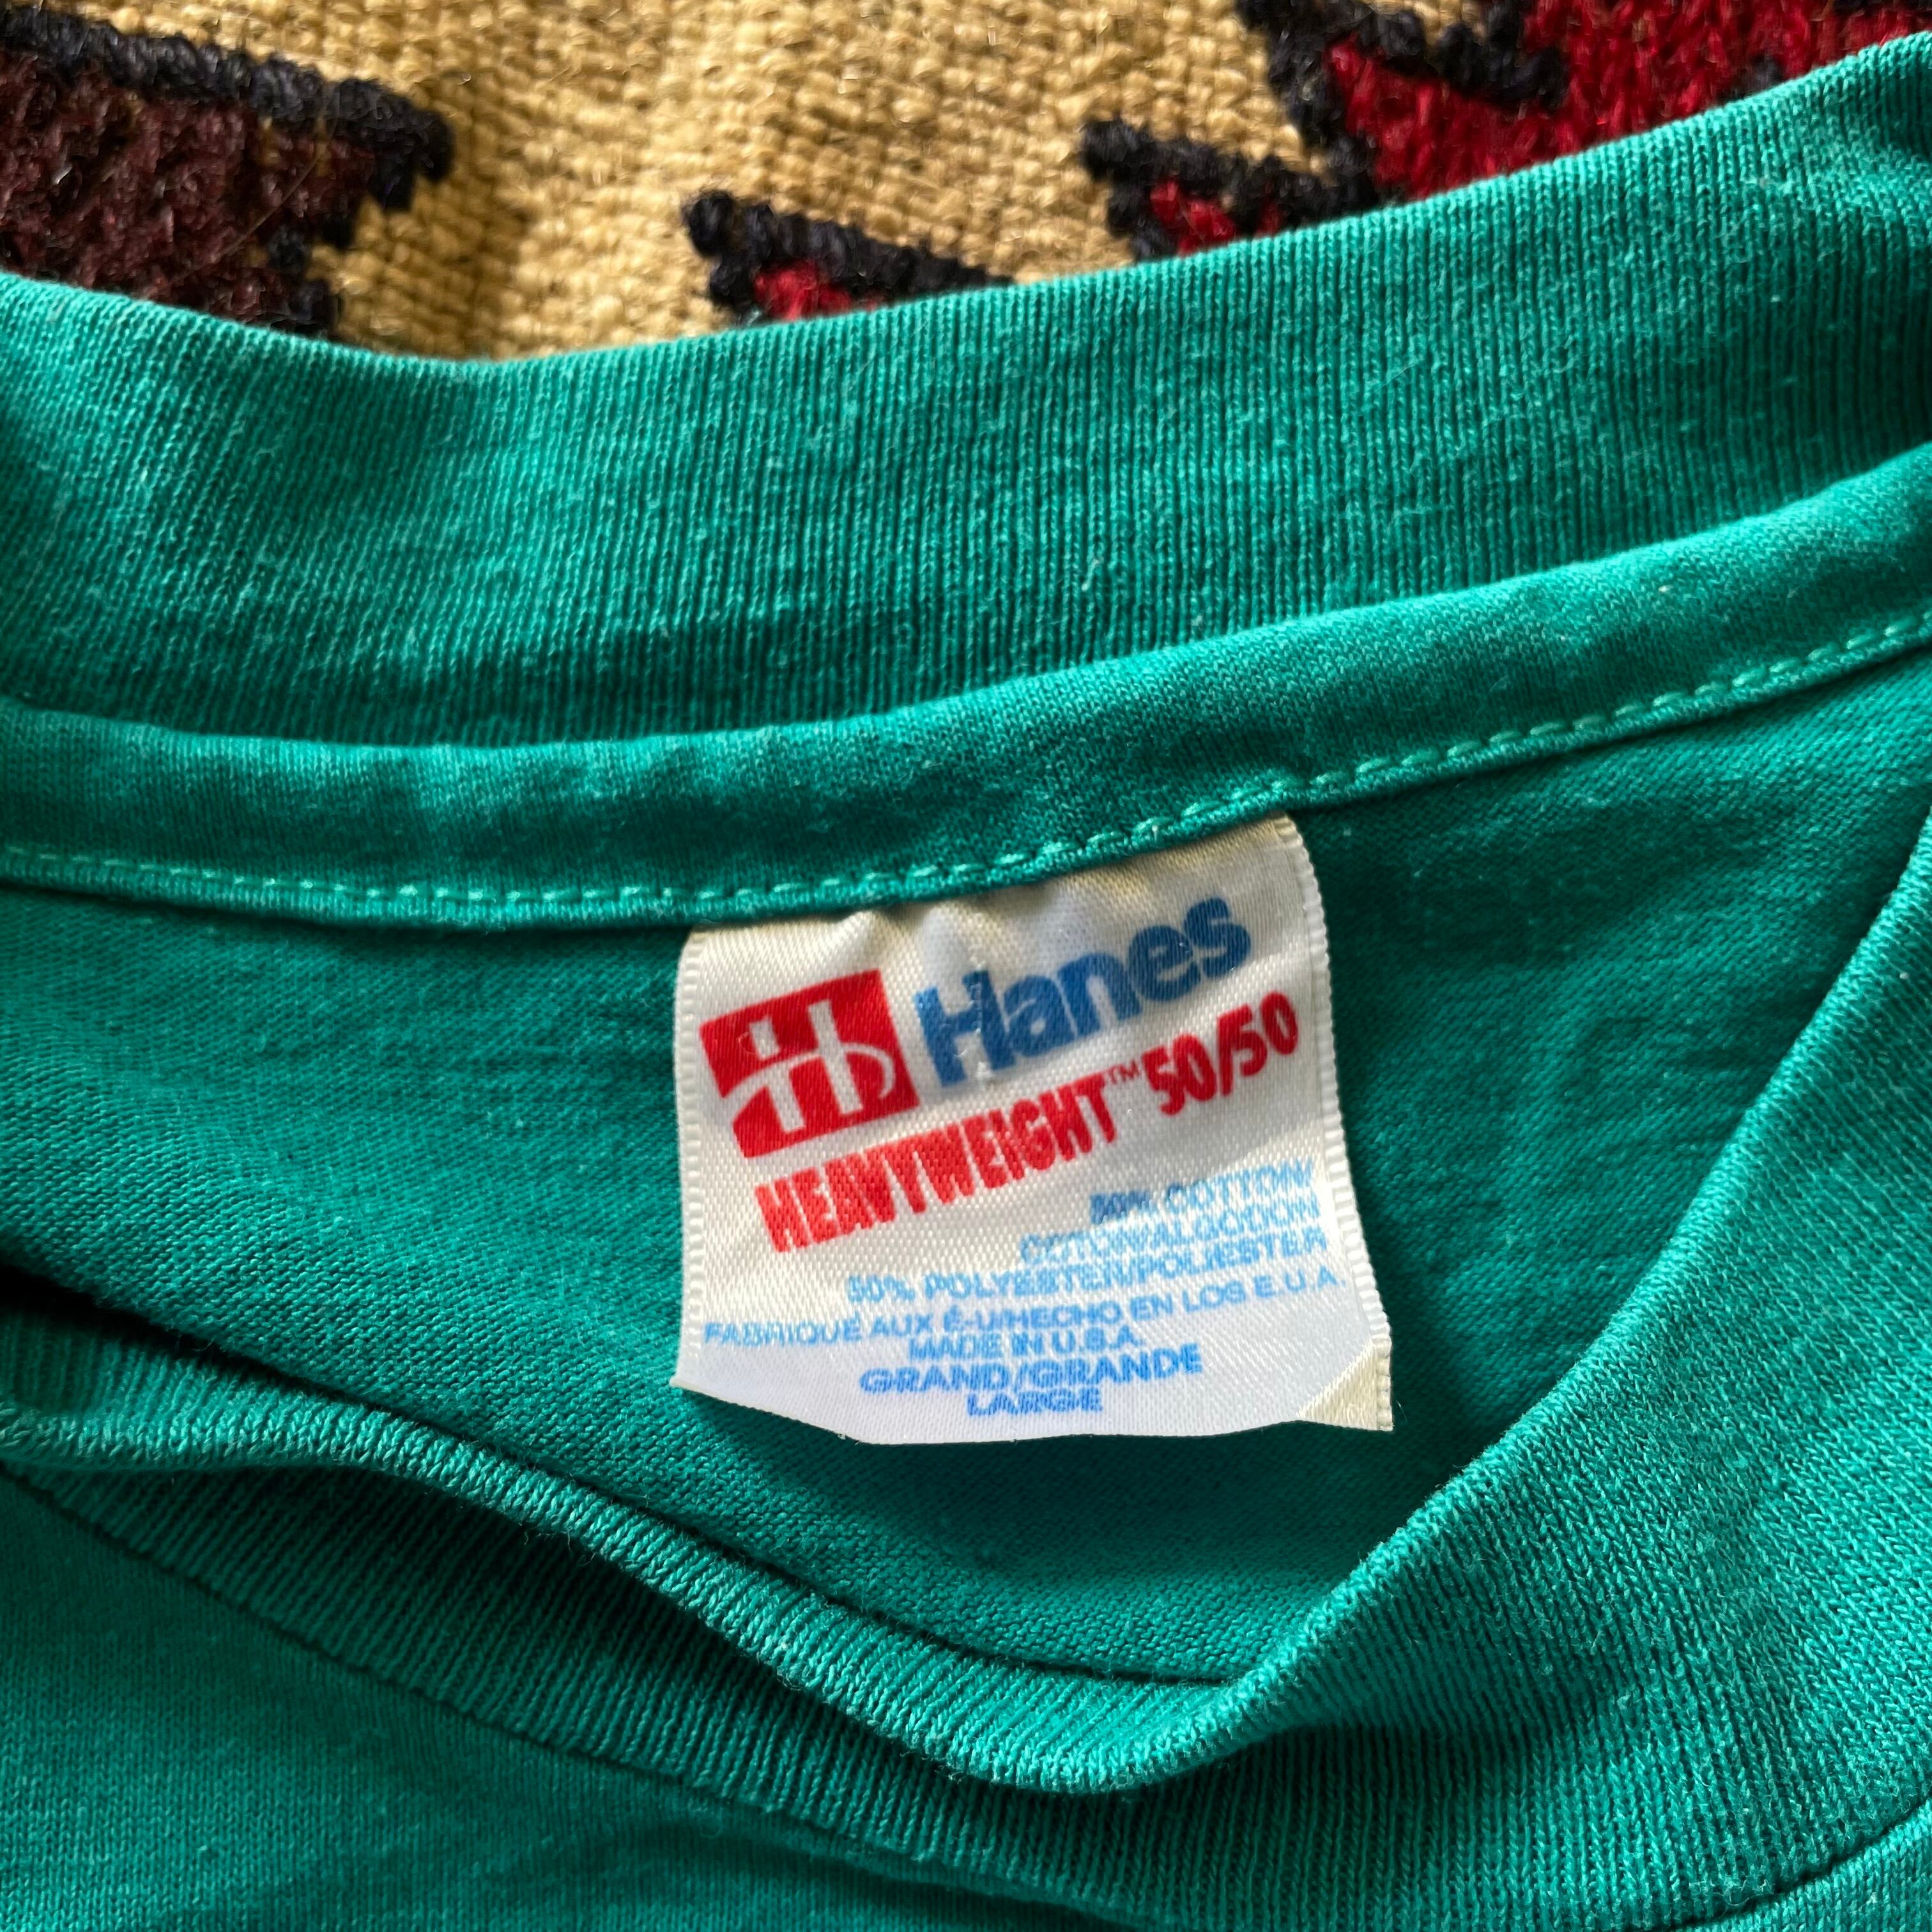 Hanes
HEAVYWEIGHT™ 50/50
50% COTTON/
COTON/ALGODON
50% POLYESTER/POLIESTER
FABRIQUÉ AUX É-U/HECHO EN LOS E.U.A.
MADE IN U.S.A.
GRAND/GRANDE
LARGE